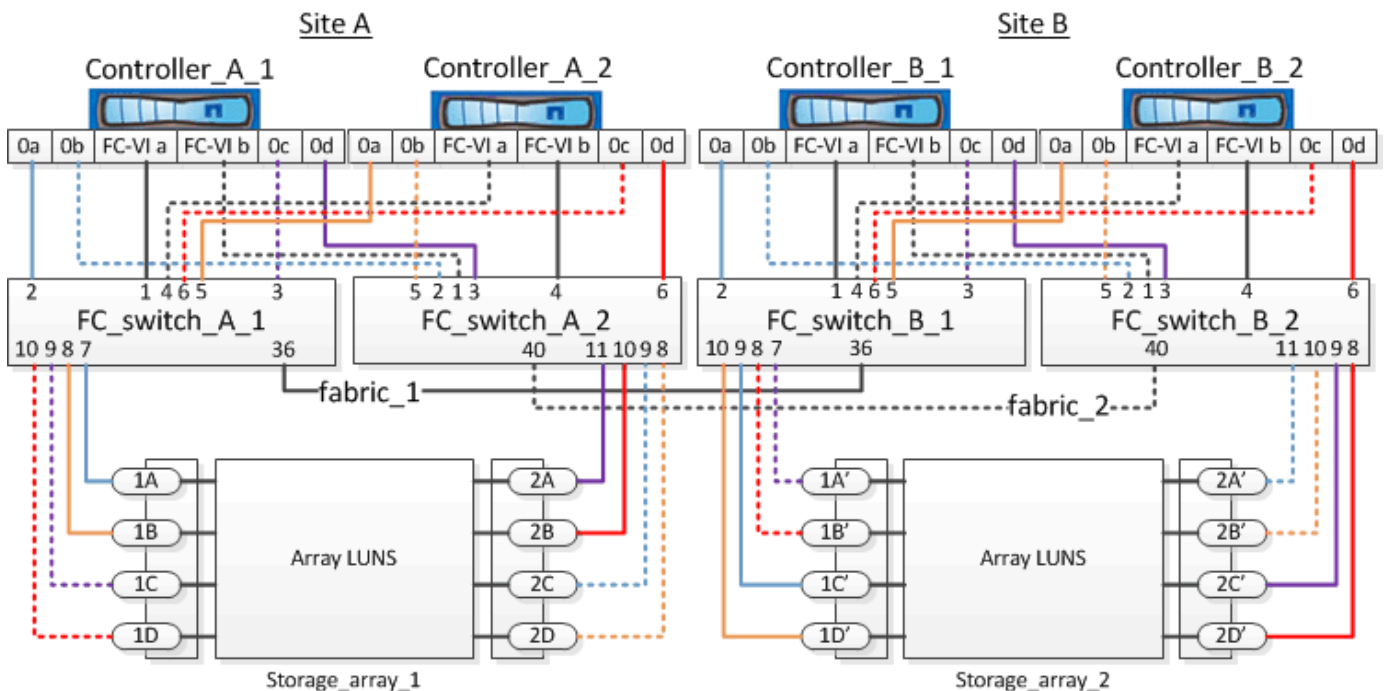 Site A Site B
Controller_A_1 Controller_A_2 Controller_B_1 Controller_B_2
0a 0b FC-VI a FC-VI b 0c 0d 0a 0b FC-VI a FC-VI b 0c 0d 0a 0b FC-VI a FC-VI b 0c 0d 0a 0b FC-VI a FC-VI b 0c 0d
2 1 4 6 5 3 5 2 1 3 4 6 2 1 4 6 5 3 5 2 1 3 4 6
FC_switch_A_1 FC_switch_A_2 FC_switch_B_1 FC_switch_B_2
10 9 8 7 36 40 11 10 9 8 10 9 8 7 36 40 11 10 9 8
fabric_1
fabric_2
1A 2A 1A’ 2A’
1B 2B 1B’ 2B’
Array LUNS Array LUNS
1C 2C 1C’ 2C’
1D 2D 1D’ 2D’
Storage_array_1 Storage_array_2